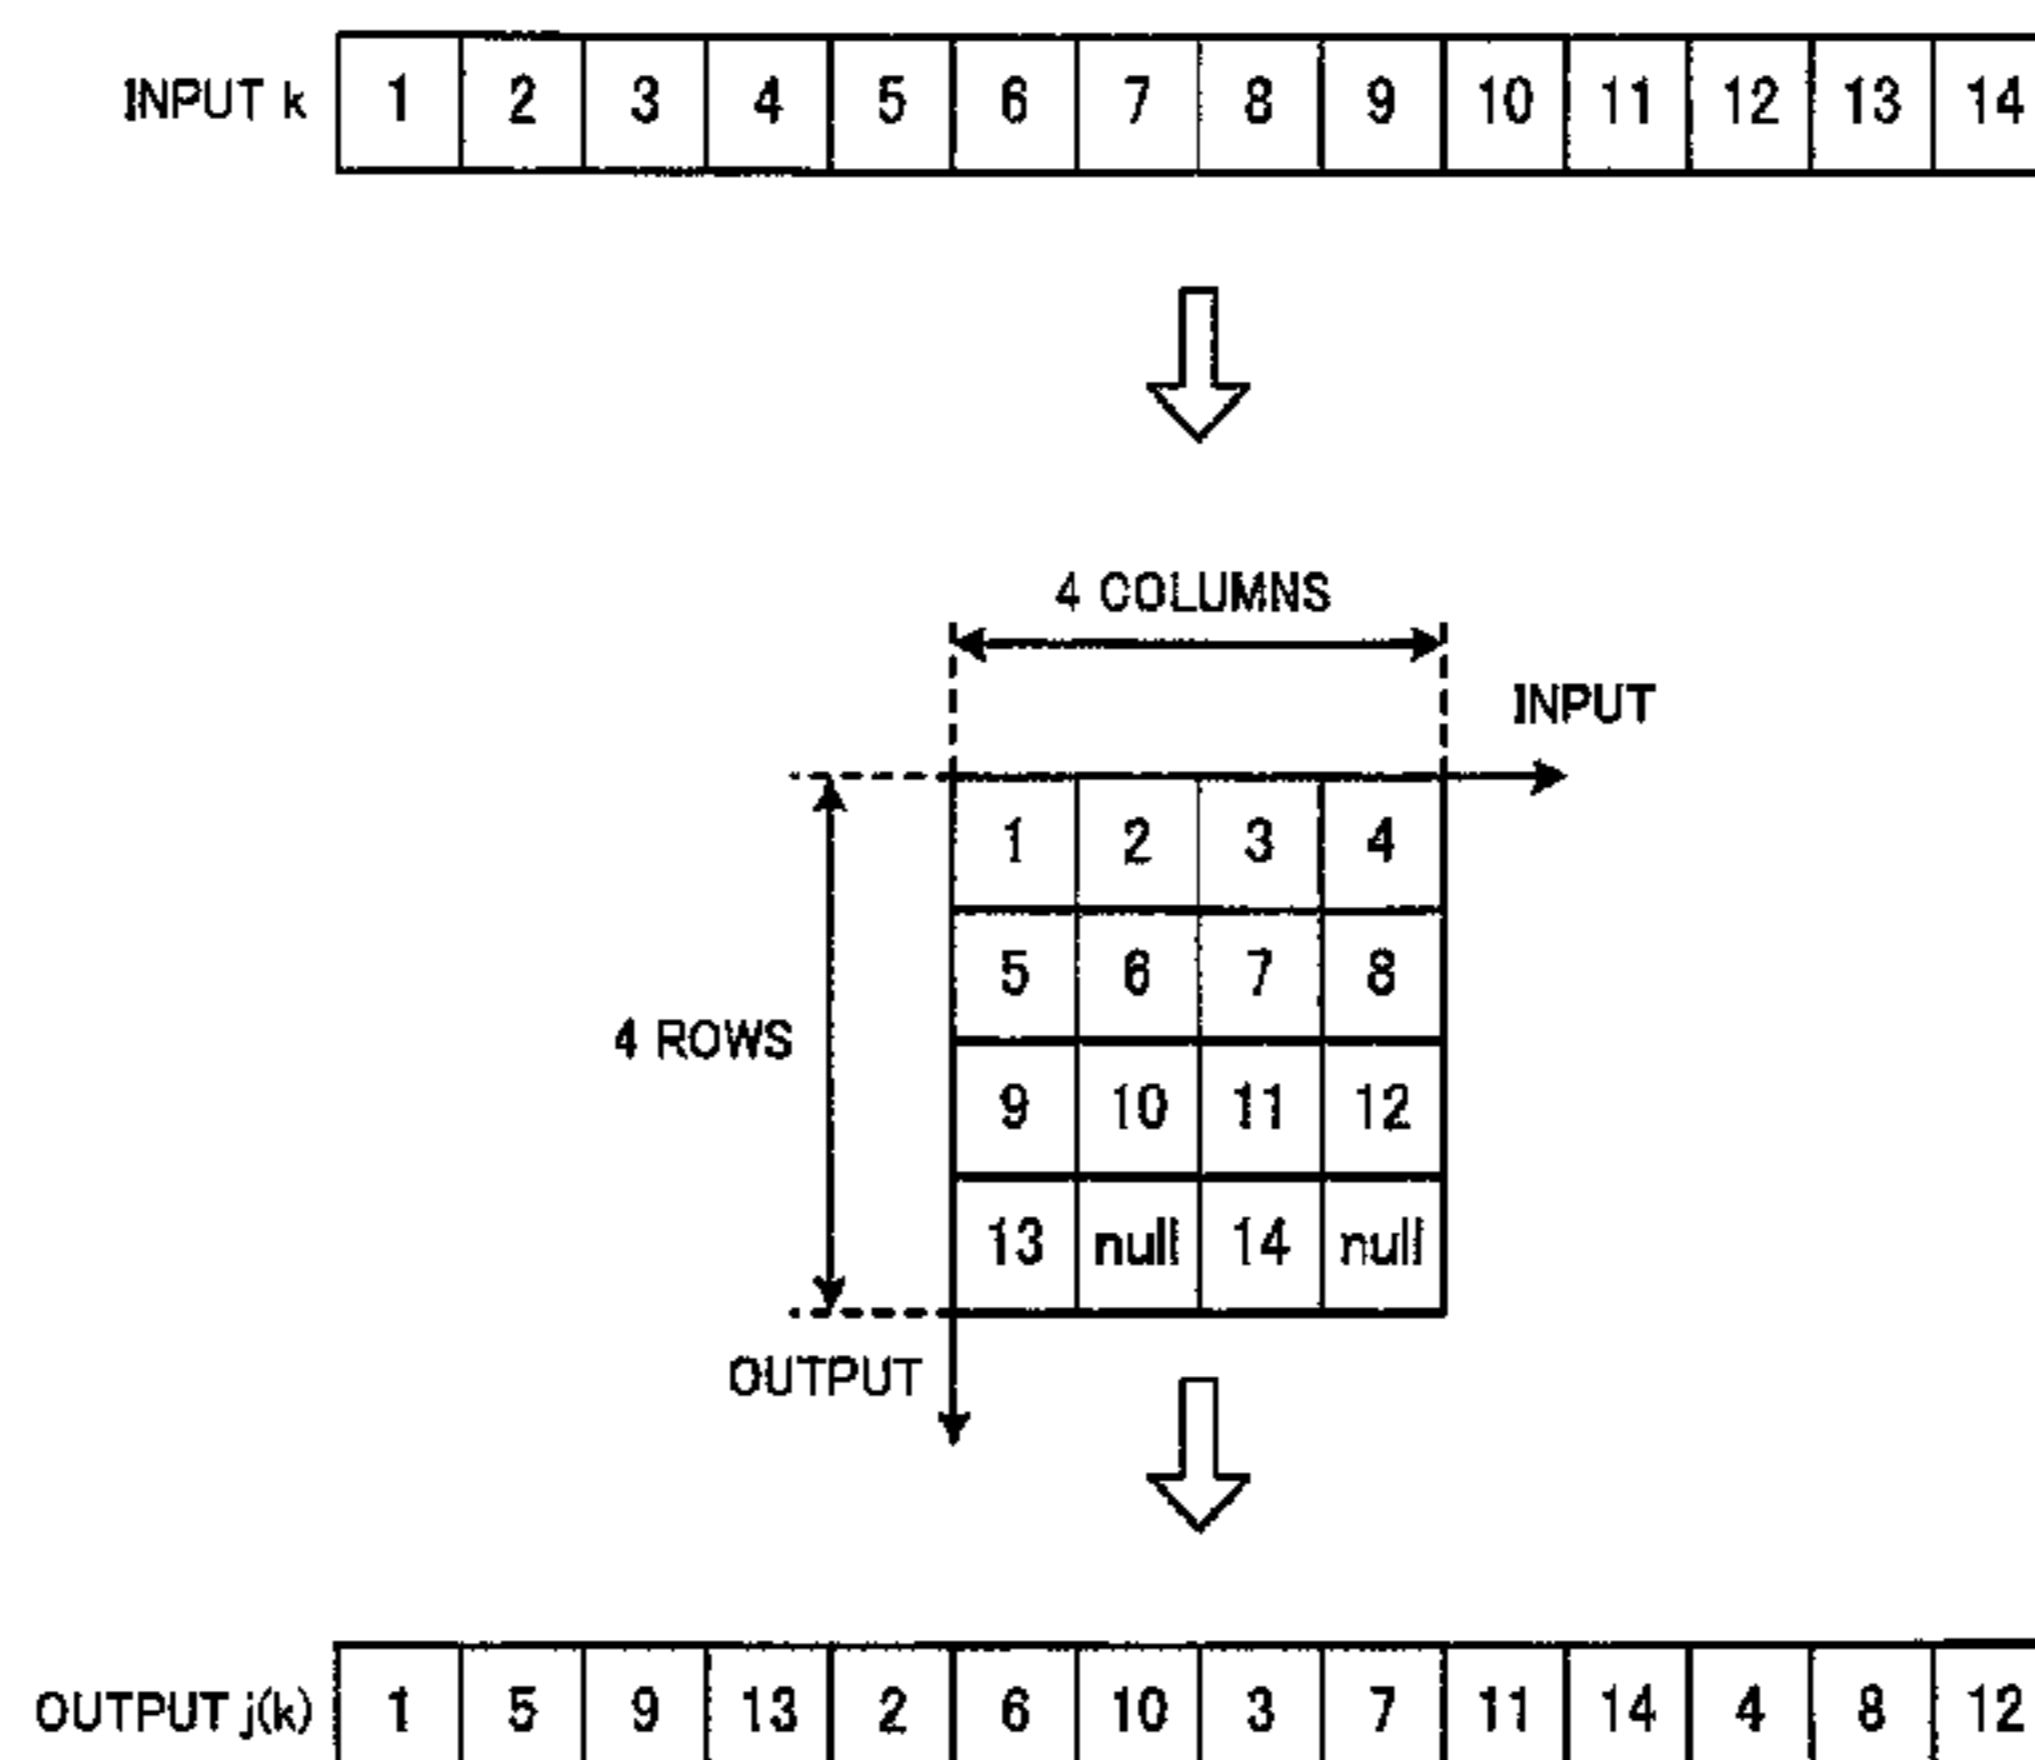 INPUT k 1 2 3 4 5 6 7 8 9 10 11 12 13 14
4 COLUMNS
INPUT
1 2 3 4
5 6 7 8
4 ROWS
9 10 11 12
13 null 14 null
OUTPUT
OUTPUT j(k) 1 5 9 13 2 6 10 3 7 11 14 4 8 12